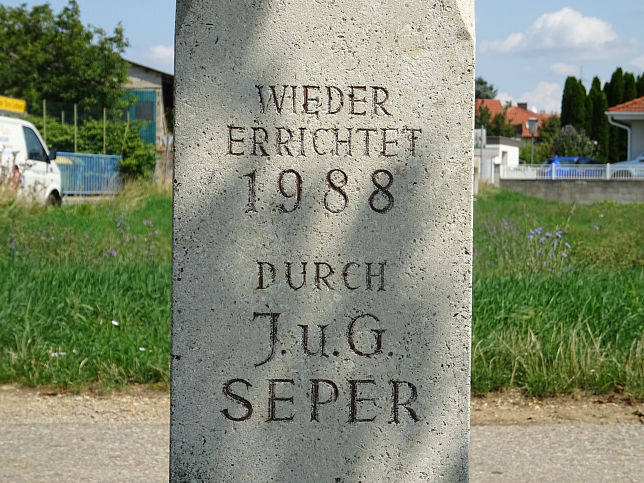 WIEDER
ERRICHTET
1988
DURCH
J.u.G.
SEPER